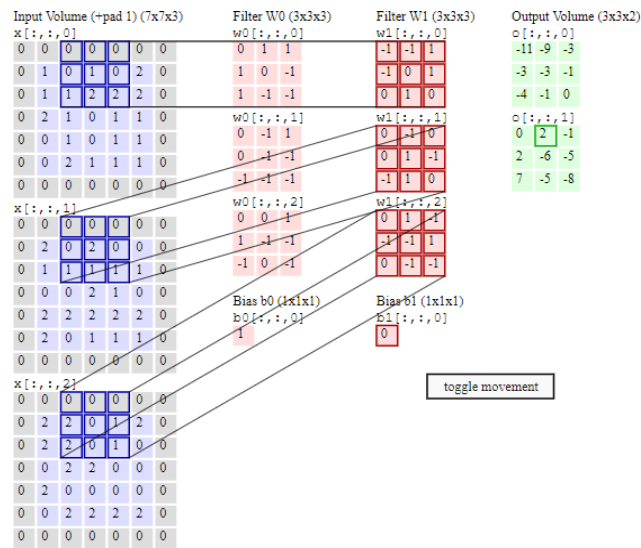 Input Volume (+pad 1) (7x7x3)
x[:,:,0]
0 0 0 0 0 0 0
0 1 0 1 0 2 0
0 1 1 2 2 2 0
0 2 1 0 1 1 0
0 0 1 0 1 1 0
0 0 2 1 1 1 0
0 0 0 0 0 0 0
x[:,:,1]
0 0 0 0 0 0 0
0 2 0 2 0 0 0
0 1 1 1 1 1 0
0 0 0 2 1 0 0
0 2 2 2 2 2 0
0 2 0 1 1 1 0
0 0 0 0 0 0 0
x[:,:,2]
0 0 0 0 0 0 0
0 2 2 0 1 2 0
0 2 2 0 1 0 0
0 0 2 2 0 0 0
0 2 0 0 0 0 0
0 0 2 2 2 2 0
0 0 0 0 0 0 0
Filter W0 (3x3x3)
w0[:,:,0]
0 1 1
1 0 -1
1 -1 -1
w0[:,:,1]
0 -1 1
0 -1 -1
-1 -1 -1
w0[:,:,2]
0 0 1
1 -1 -1
-1 0 -1
Bias b0 (1x1x1)
b0[:,:,0]
1
Filter W1 (3x3x3)
w1[:,:,0]
-1 -1 1
-1 0 1
0 1 0
w1[:,:,1]
0 -1 0
0 1 -1
-1 1 0
w1[:,:,2]
0 1 -1
-1 -1 1
0 -1 -1
Bias b1 (1x1x1)
b1[:,:,0]
0
Output Volume (3x3x2)
o[:,:,0]
-11 -9 -3
-3 -3 -1
-4 -1 0
o[:,:,1]
0 2 -1
2 -6 -5
7 -5 -8
toggle movement